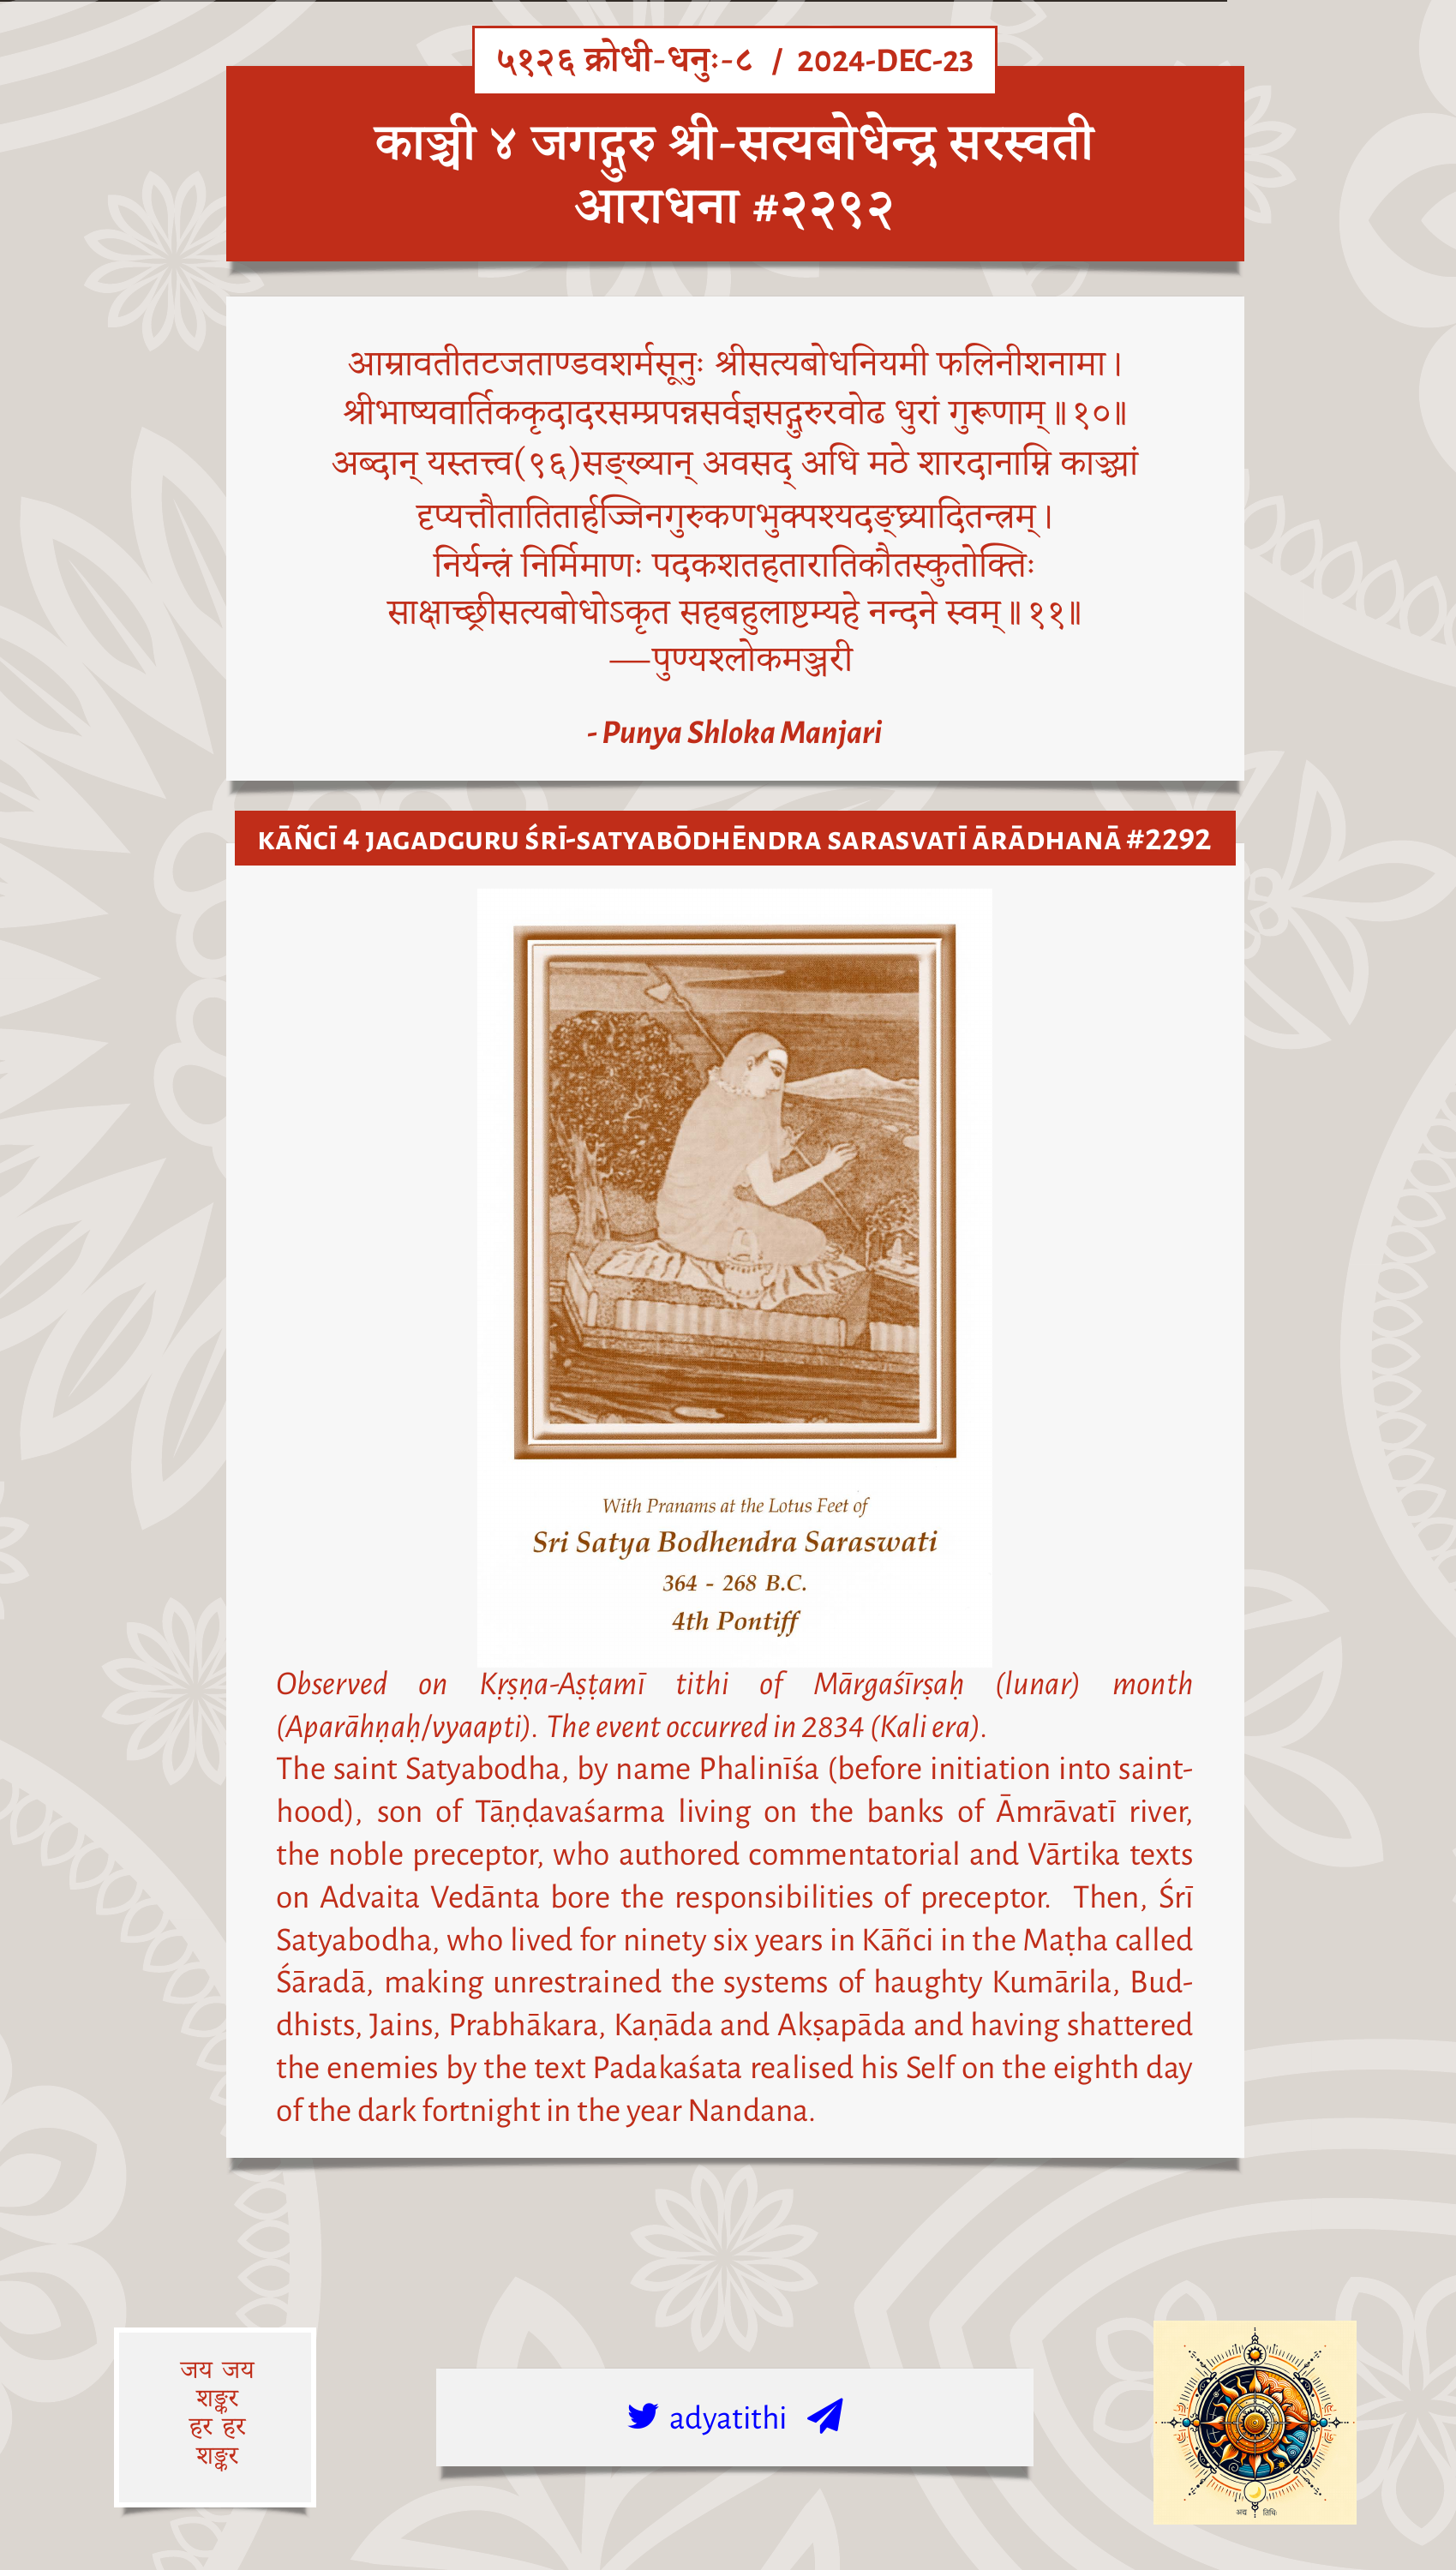 ५१२६ क्रोधी-धनुः-८ / 2024-DEC-23
काञ्ची ४ जगद्गुरु श्री-सत्यबोधेन्द्र सरस्वती
आराधना #२२९२
आम्रावतीतटजताण्डवशर्मसूनुः श्रीसत्यबोधनियमी फलिनीशनामा।
श्रीभाष्यवार्तिककृदादरसम्प्रपन्नसर्वज्ञसद्गुरुरवोढ धुरां गुरूणाम्॥१०॥
अब्दान् यस्तत्त्व(९६)सङ्ख्यान् अवसद् अधि मठे शारदानाम्नि काञ्च्यां
दृप्यत्तौतातितार्हज्जिनगुरुकणभुक्पश्यदङ्घ्र्यादितन्त्रम्।
निर्यन्त्रं निर्मिमाणः पदकशतहतारातिकौतस्कुतोक्तिः
साक्षाच्छ्रीसत्यबोधोऽकृत सहबहुलाष्टम्यहे नन्दने स्वम्॥११॥
—पुण्यश्लोकमञ्जरी
- Punya Shloka Manjari
KĀÑCĪ 4 JAGADGURU ŚRĪ-SATYABŌDHĒNDRA SARASVATĪ ĀRĀDHANĀ #2292
With Pranams at the Lotus Feet of
Sri Satya Bodhendra Saraswati
364 - 268 B.C.
4th Pontiff
Observed on Kṛṣṇa-Aṣṭamī tithi of Mārgaśīrṣaḥ (lunar) month
(Aparāhṇaḥ/vyaapti). The event occurred in 2834 (Kali era).
The saint Satyabodha, by name Phalinīśa (before initiation into saint-
hood), son of Tāṇḍavaśarma living on the banks of Āmrāvatī river,
the noble preceptor, who authored commentatorial and Vārtika texts
on Advaita Vedānta bore the responsibilities of preceptor. Then, Śrī
Satyabodha, who lived for ninety six years in Kāñci in the Maṭha called
Śāradā, making unrestrained the systems of haughty Kumārila, Bud-
dhists, Jains, Prabhākara, Kaṇāda and Akṣapāda and having shattered
the enemies by the text Padakaśata realised his Self on the eighth day
of the dark fortnight in the year Nandana.
जय जय
शङ्कर
हर हर
शङ्कर
adyatithi
अद्य तिथिः